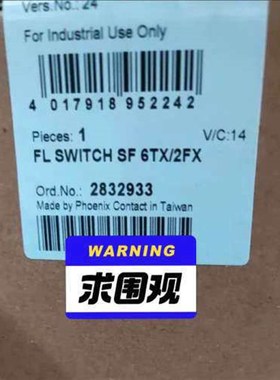 Vers.No.: 24
For Industrial Use Only
4 017918 952242
Pieces: 1
V/C:14
FL SWITCH SF 6TX/2FX
Ord.No.: 2832933
Made by Phoenix Contact in Taiwan
WARNING
求围观